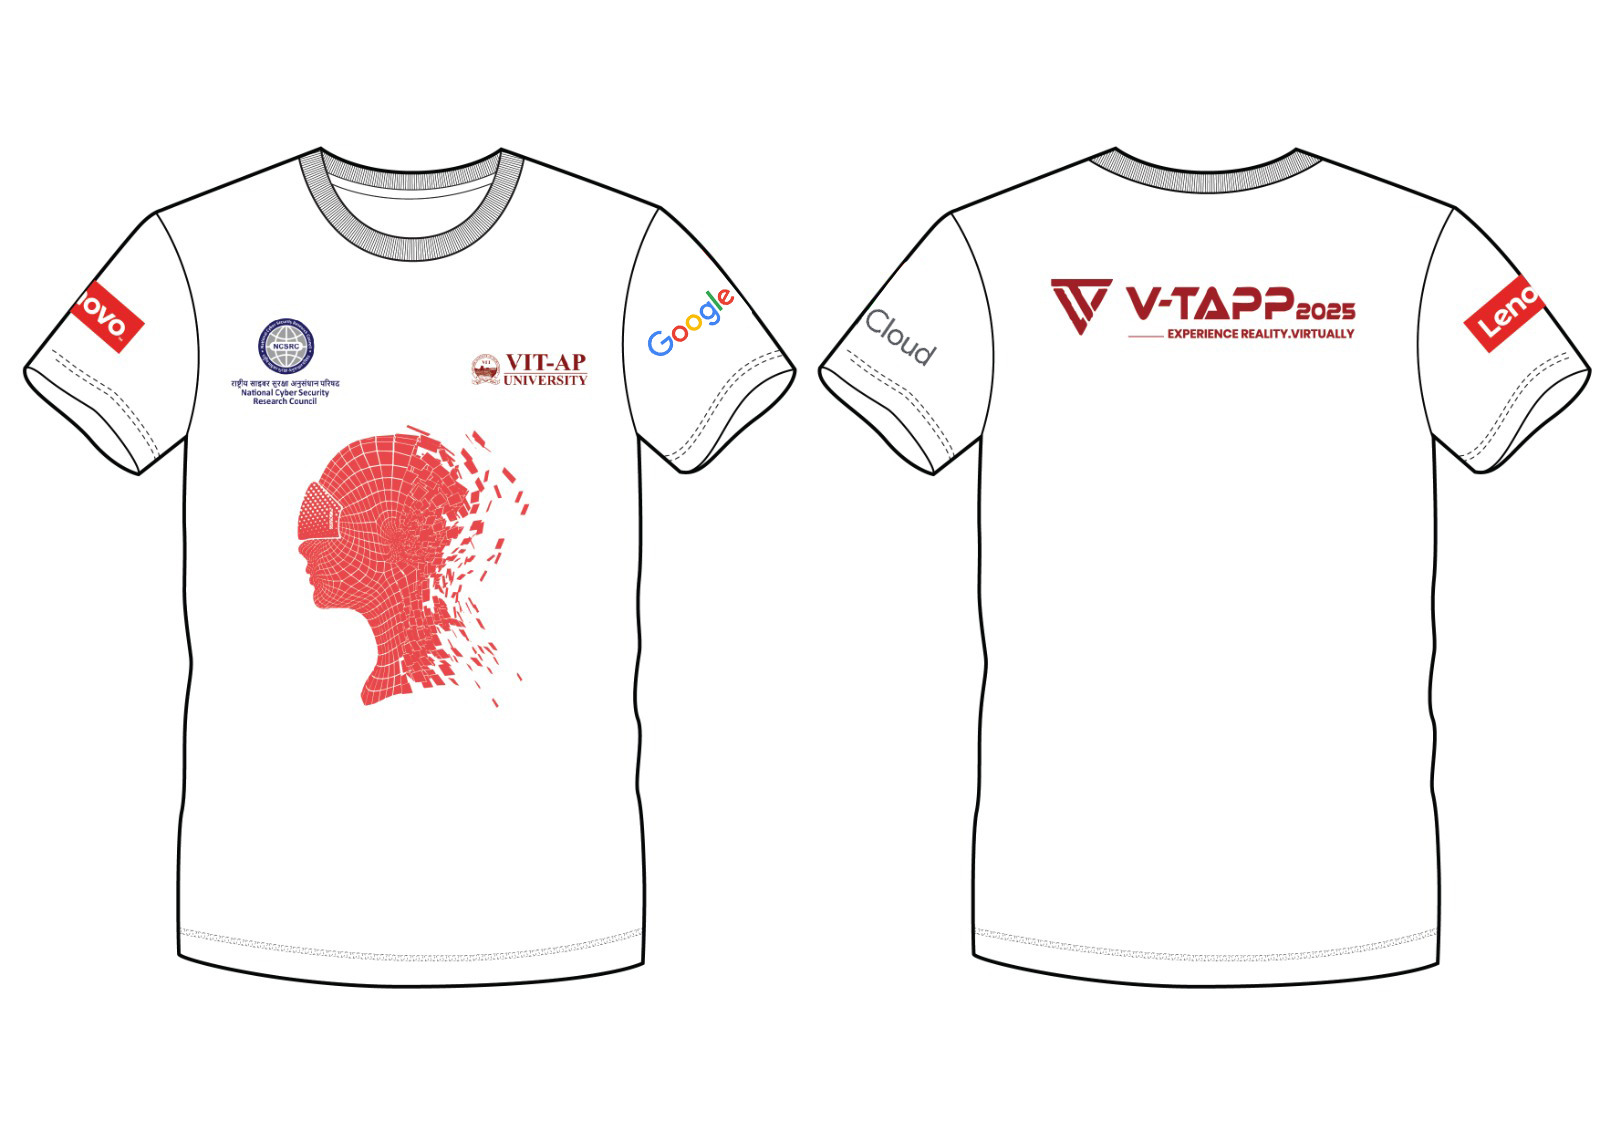 novo
NCSRC
राष्ट्रीय साइबर सुरक्षा अनुसंधान परिषद
National Cyber Security
Research Council
VIT-AP
UNIVERSITY
Google
Cloud
V-TAPP2025
EXPERIENCE REALITY.VIRTUALLY
Leno